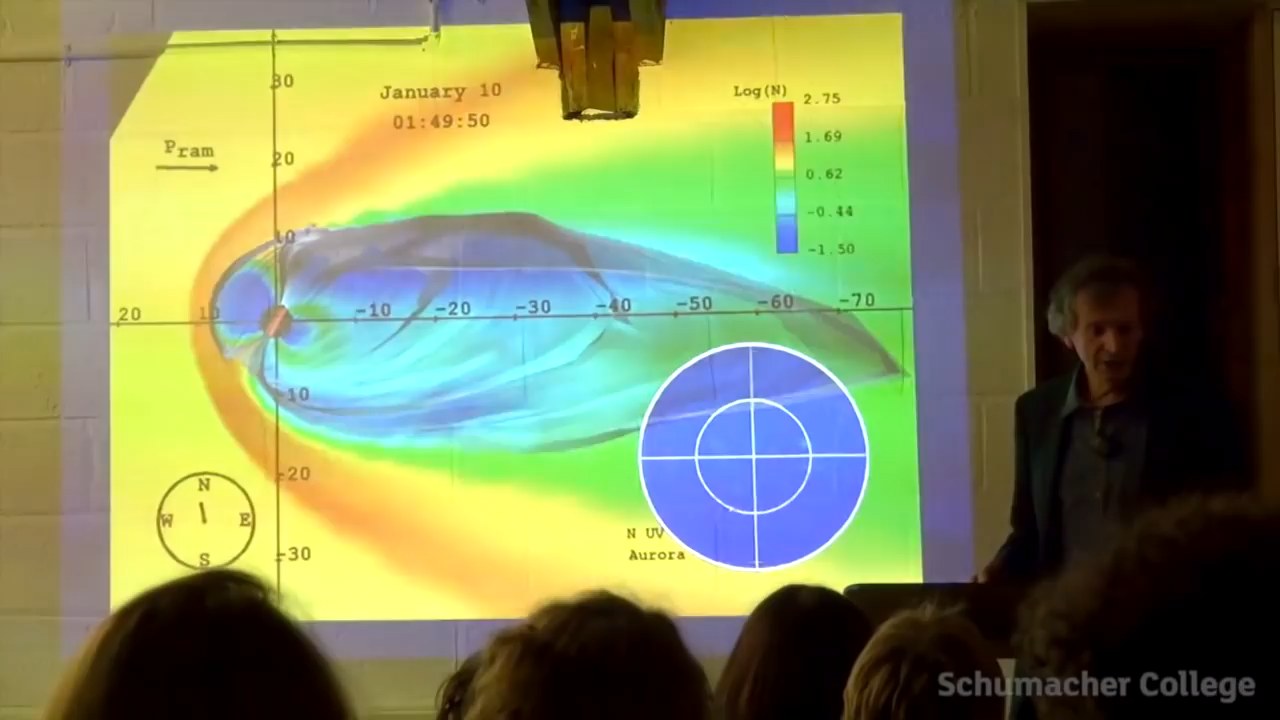 30
January 10
01:49:50
Log(N)
2.75
1.69
0.62
-0.44
-1.50
Pram
20
10
20
10
-10
-20
-30
-40
-50
-60
-70
-10
-20
-30
N
W
E
S
N UV
Aurora
Schumacher College